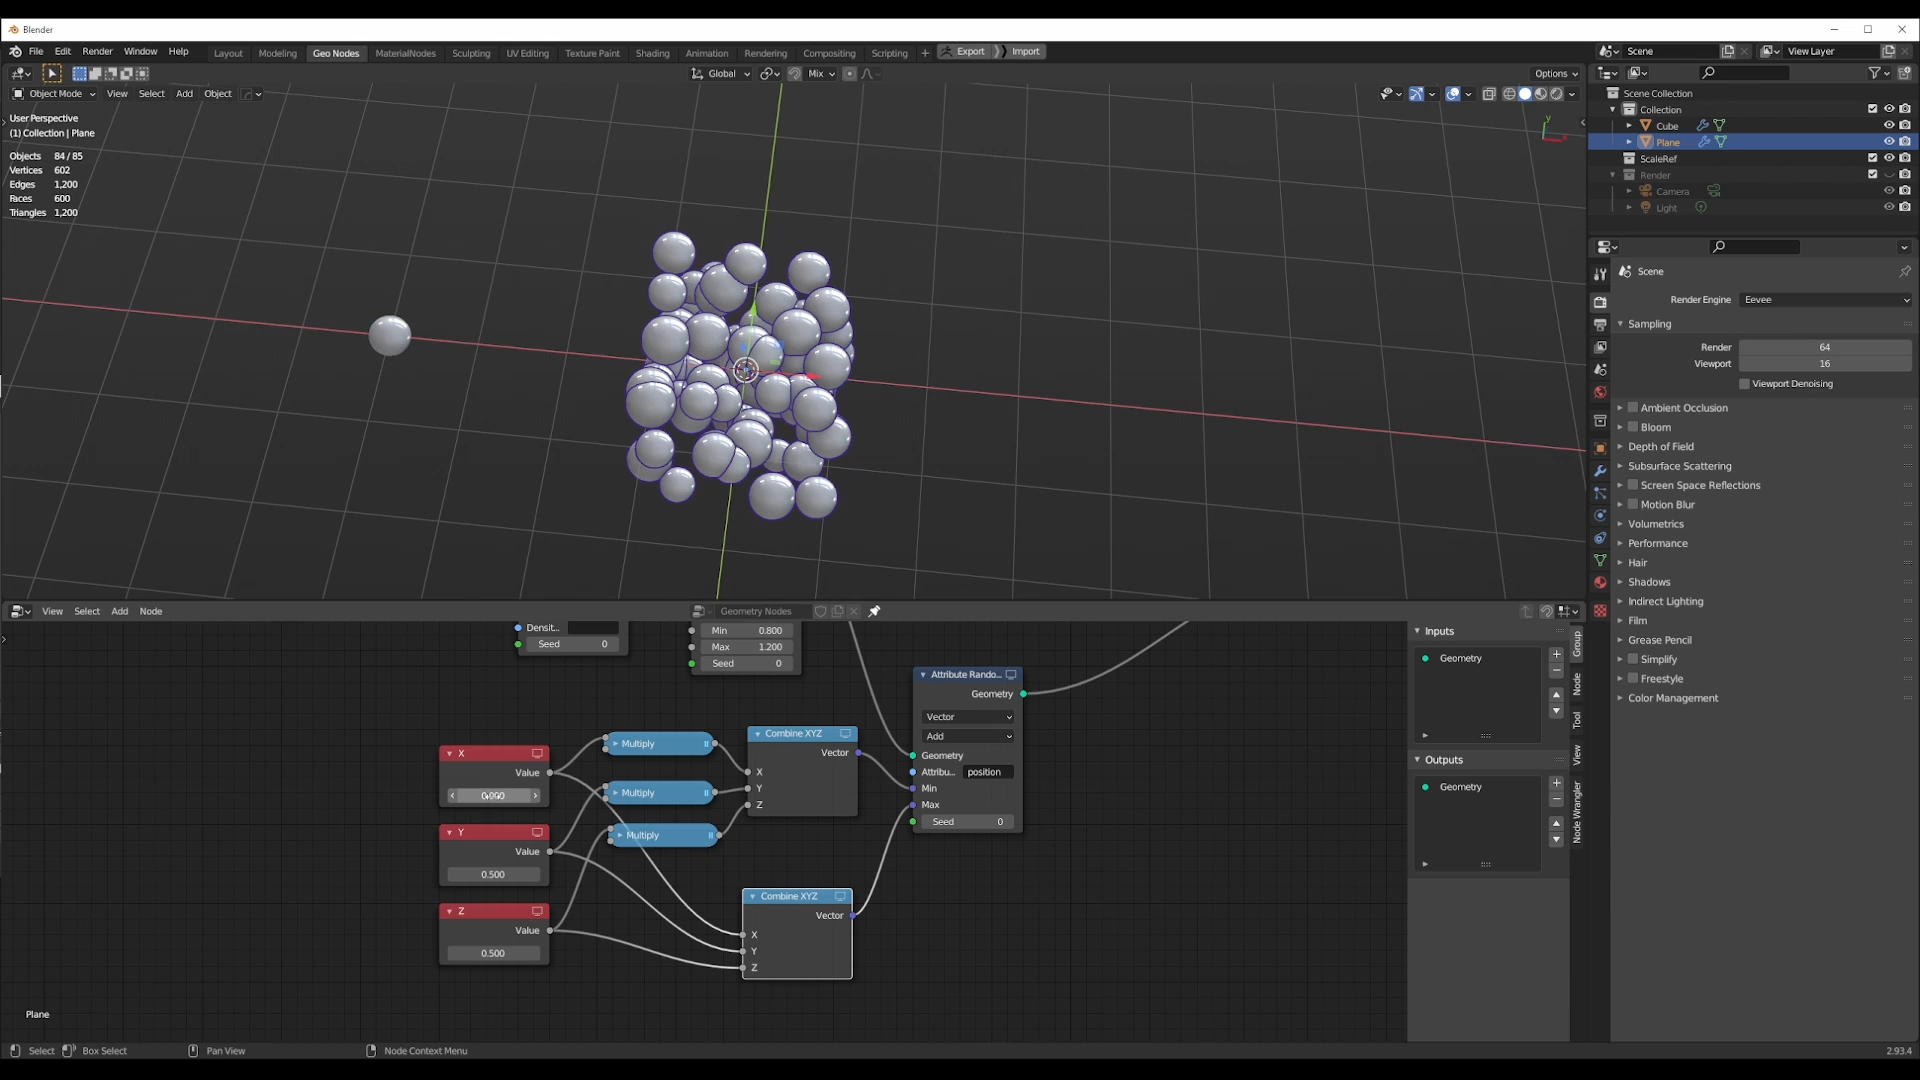 Blender
File Edit Render Window Help Layout Modeling Geo Nodes MaterialNodes Sculpting UV Editing Texture Paint Shading Animation Rendering Compositing Scripting + Export Import Scene View Layer
Global Mix Options
Object Mode View Select Add Object
User Perspective
(1) Collection | Plane
Objects 84 / 85
Vertices 602
Edges 1,200
Faces 600
Triangles 1,200
Y
X
Scene Collection
Collection
Cube
Plane
ScaleRef
Render
Camera
Light
Scene
Render Engine Eevee
Sampling
Render 64
Viewport 16
Viewport Denoising
Ambient Occlusion
Bloom
Depth of Field
Subsurface Scattering
Screen Space Reflections
Motion Blur
Volumetrics
Performance
Hair
Shadows
Indirect Lighting
Film
Grease Pencil
Simplify
Freestyle
Color Management
View Select Add Node Geometry Nodes
Densit...
Seed 0
Min 0.800
Max 1.200
Seed 0
X
Value
Y
Value
0.500
Z
Value
0.500
Multiply
Multiply
Multiply
Combine XYZ
Vector
X
Y
Z
Combine XYZ
Vector
X
Y
Z
Attribute Rando...
Geometry
Vector
Add
Geometry
Attribu... position
Min
Max
Seed 0
Inputs
Geometry
Outputs
Geometry
Group
Node
Tool
View
Node Wrangler
Plane
Select Box Select Pan View Node Context Menu 2.93.4